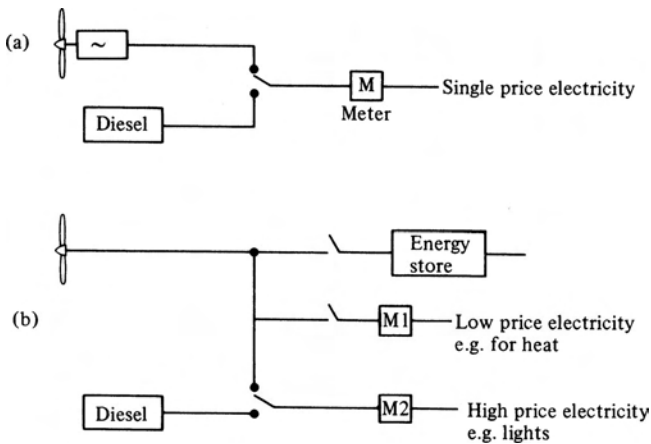 (a)
~
M
Single price electricity
Meter
Diesel
Energy
store
(b)
M1
Low price electricity
e.g. for heat
Diesel
M2
High price electricity
e.g. lights